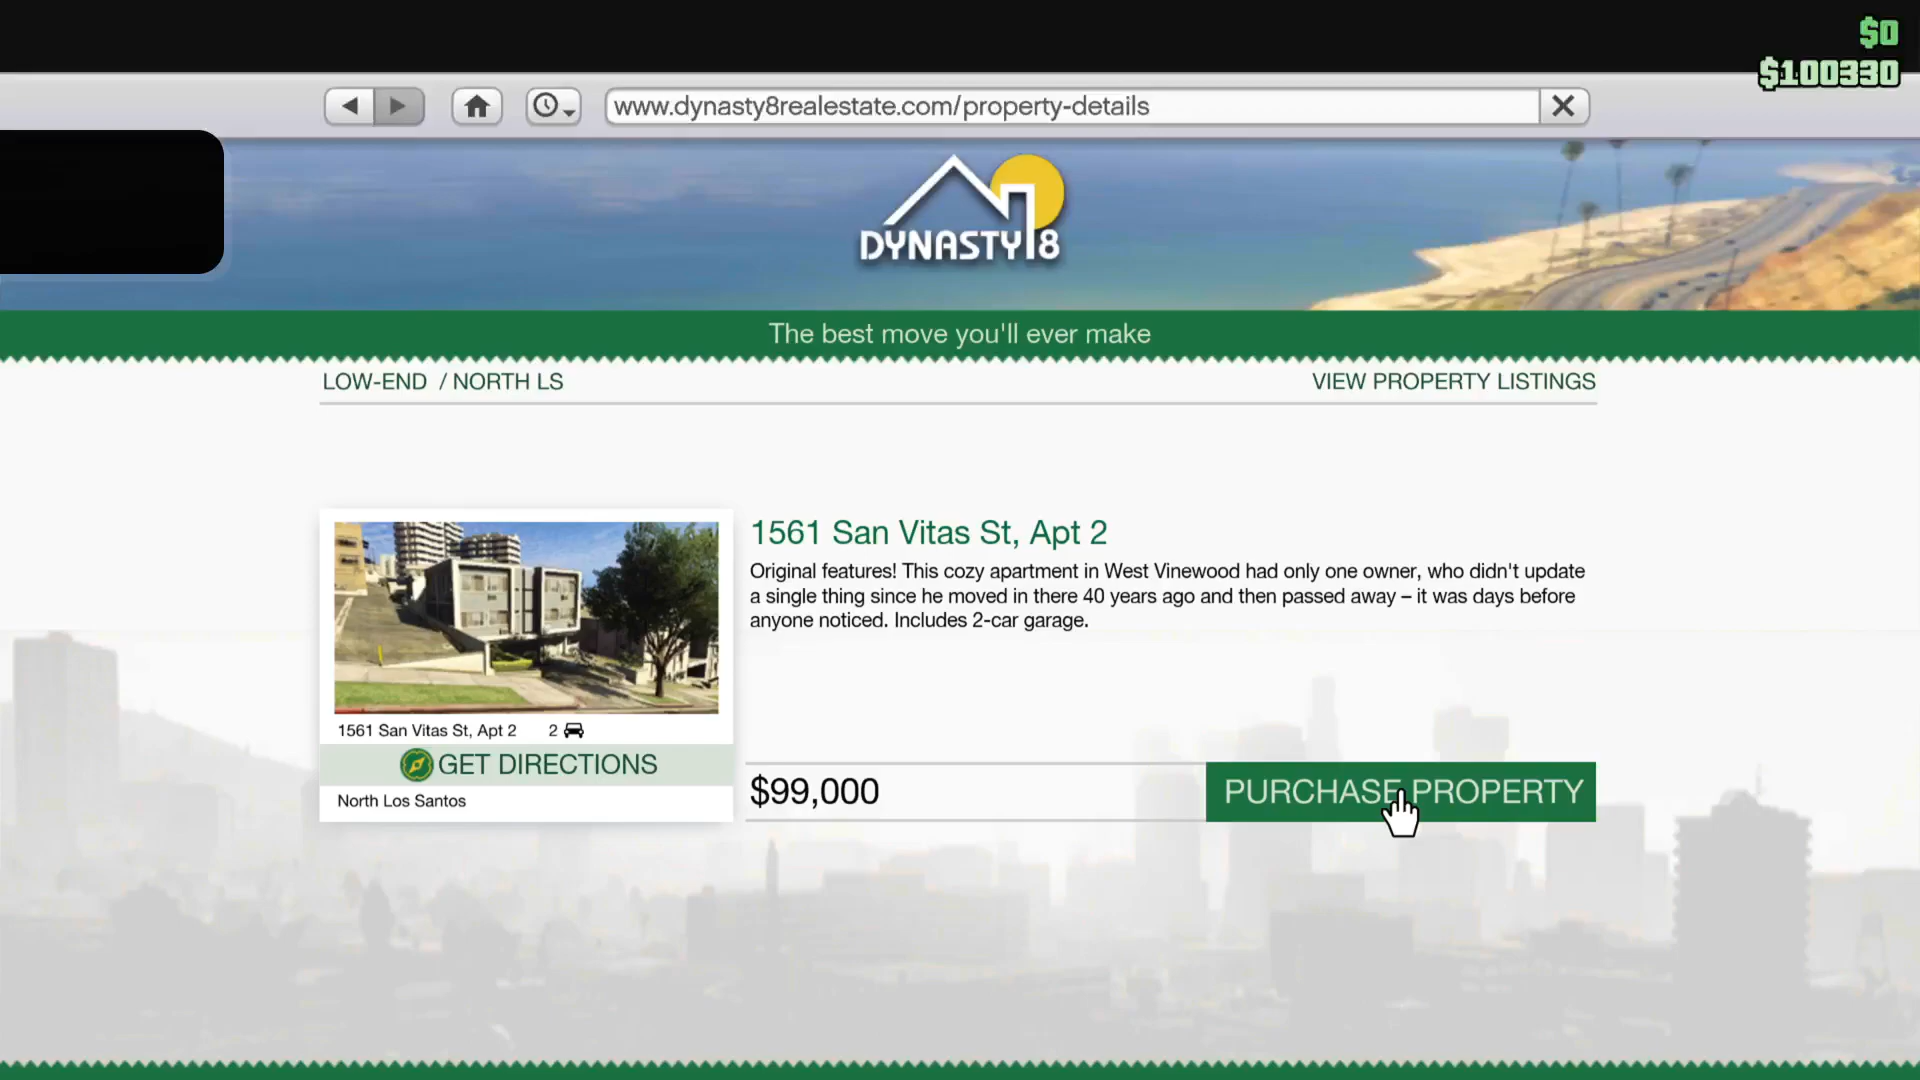 $0
$100330
www.dynasty8realestate.com/property-details
DYNASTY 8
The best move you'll ever make
LOW-END / NORTH LS
VIEW PROPERTY LISTINGS
1561 San Vitas St, Apt 2
Original features! This cozy apartment in West Vinewood had only one owner, who didn't update
a single thing since he moved in there 40 years ago and then passed away – it was days before
anyone noticed. Includes 2-car garage.
1561 San Vitas St, Apt 2 2
GET DIRECTIONS
North Los Santos
$99,000
PURCHASE PROPERTY